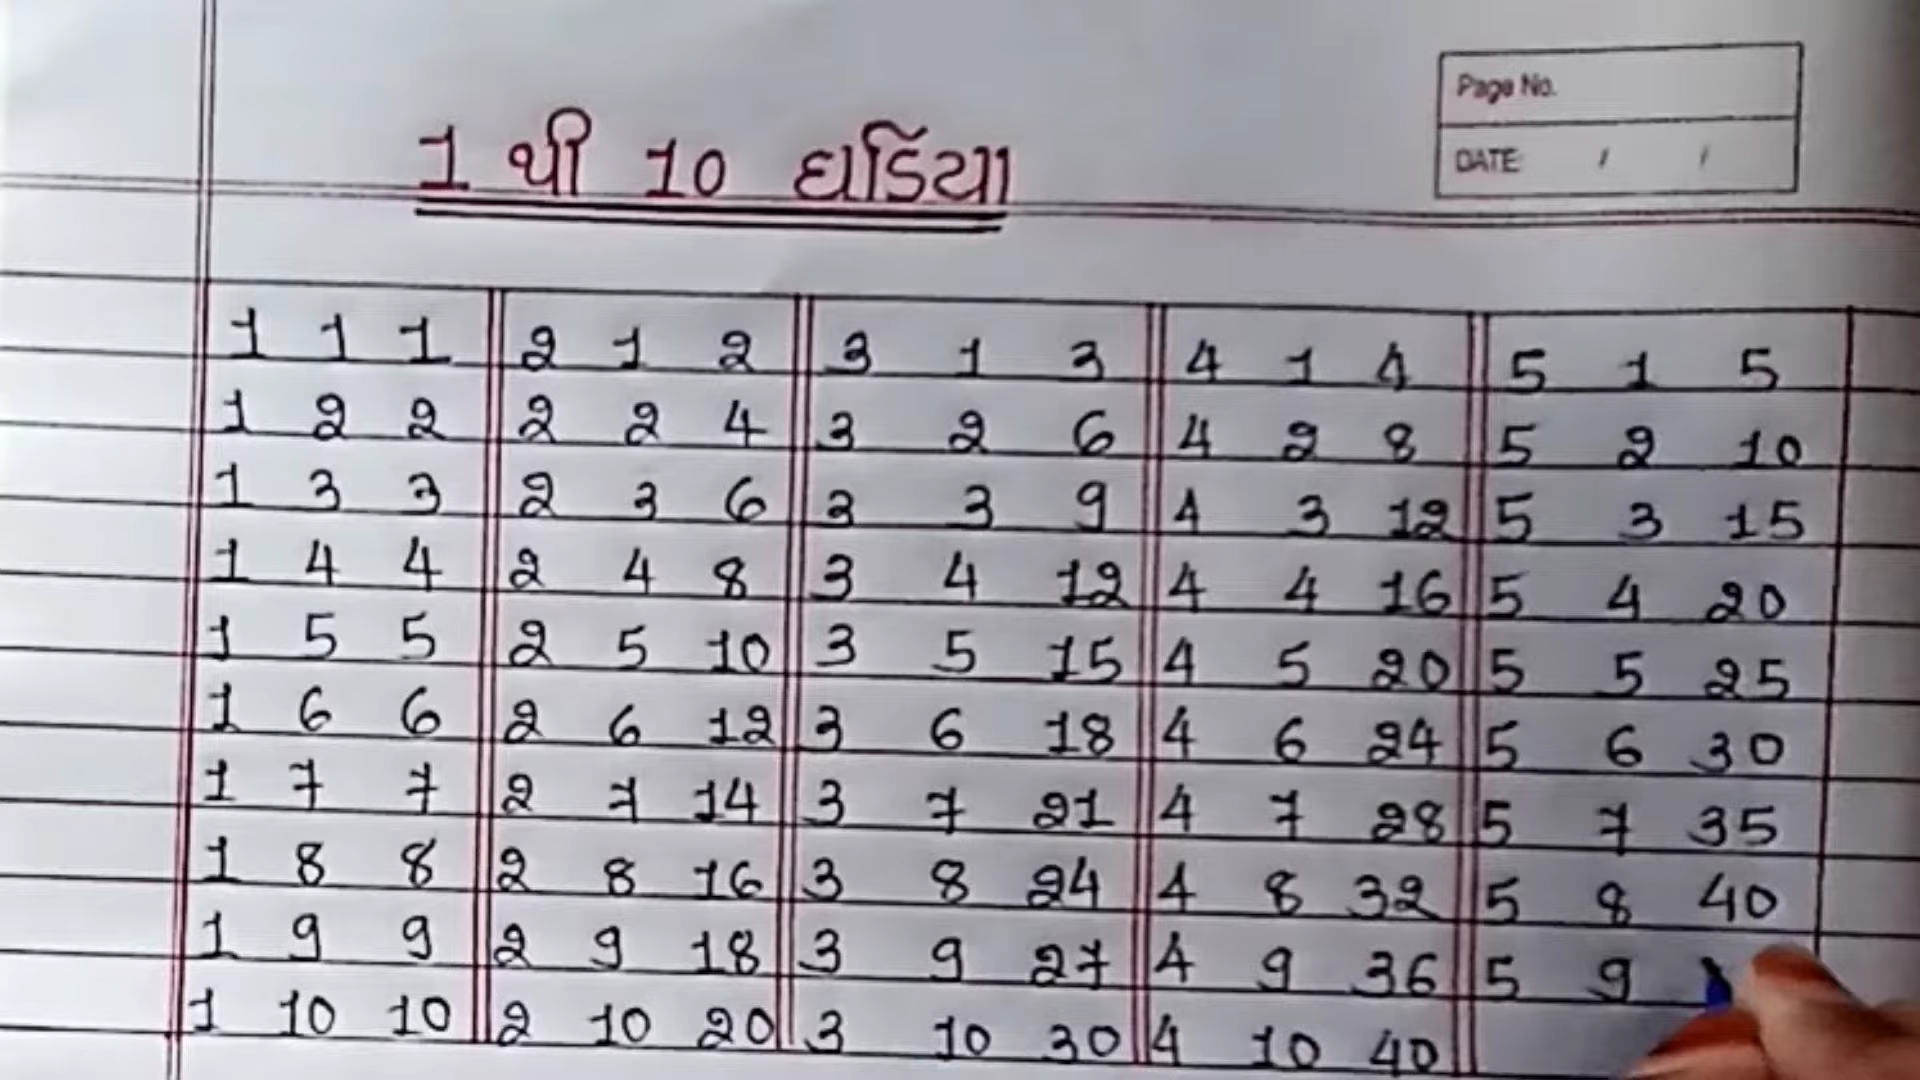 Page No.
DATE / /
1 થી 10 ઘડિયા
1 1 1 2 1 2 3 1 3 4 1 4 5 1 5
1 2 2 2 2 4 3 2 6 4 2 8 5 2 10
1 3 3 2 3 6 3 3 9 4 3 12 5 3 15
1 4 4 2 4 8 3 4 12 4 4 16 5 4 20
1 5 5 2 5 10 3 5 15 4 5 20 5 5 25
1 6 6 2 6 12 3 6 18 4 6 24 5 6 30
1 7 7 2 7 14 3 7 21 4 7 28 5 7 35
1 8 8 2 8 16 3 8 24 4 8 32 5 8 40
1 9 9 2 9 18 3 9 27 4 9 36 5 9
1 10 10 2 10 20 3 10 30 4 10 40